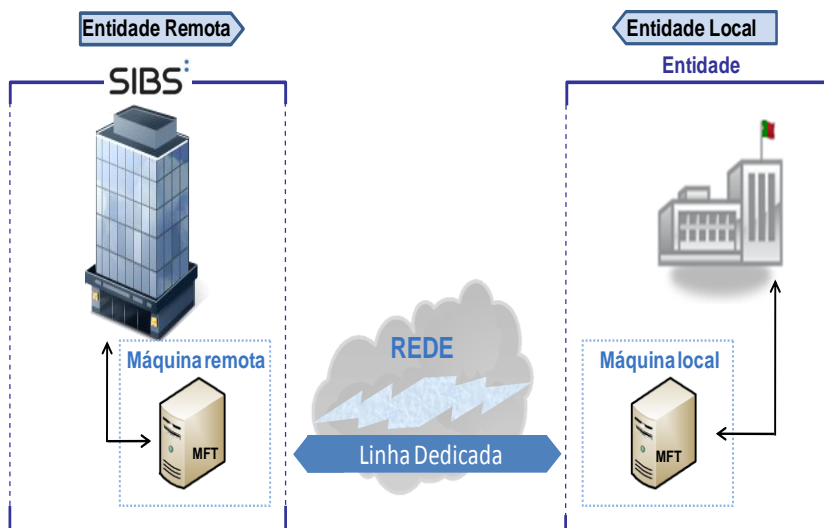 Entidade Remota
Entidade Local
SIBS
Entidade
Máquina remota
MFT
REDE
Linha Dedicada
Máquina local
MFT